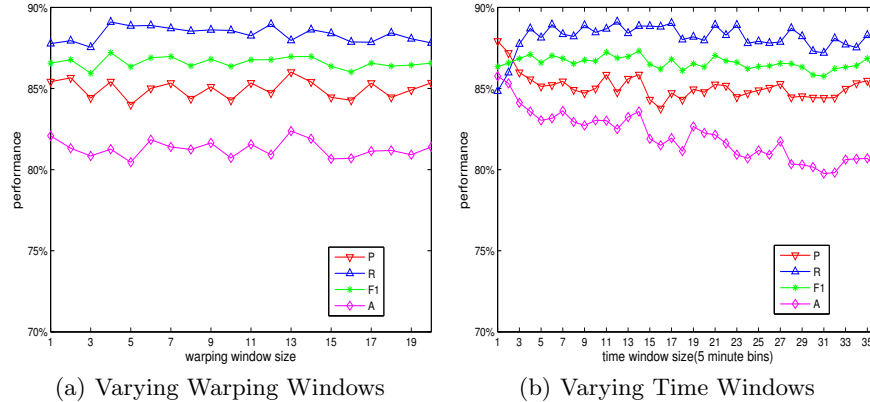 90%
85%
80%
75%
70%
performance
1 3 5 7 9 11 13 15 17 19
warping window size
P
R
F1
A
(a) Varying Warping Windows
90%
85%
80%
75%
70%
performance
1 3 5 7 9 11 13 15 17 19 21 23 25 27 29 31 33 35
time window size(5 minute bins)
P
R
F1
A
(b) Varying Time Windows